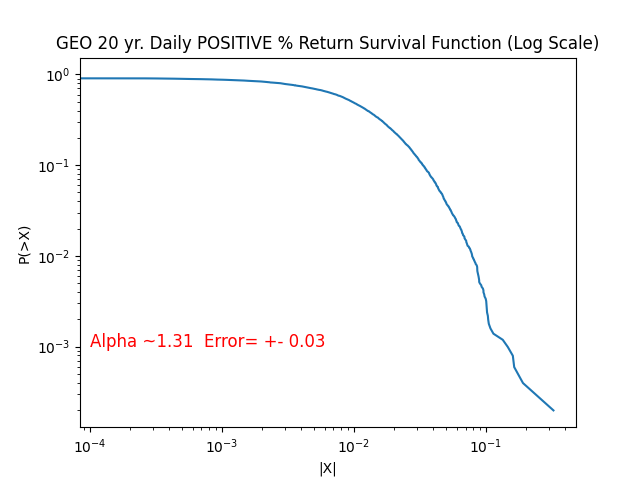 GEO 20 yr. Daily POSITIVE % Return Survival Function (Log Scale)
10⁰
10⁻¹
10⁻²
10⁻³
P(>X)
Alpha ~1.31  Error= +- 0.03
10⁻⁴ 10⁻³ 10⁻² 10⁻¹
|X|